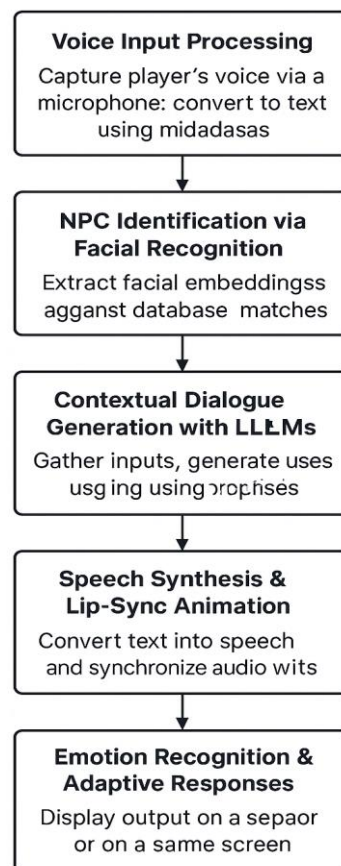 Voice Input Processing
Capture player's voice via a
microphone: convert to text
using midadasas
NPC Identification via
Facial Recognition
Extract facial embeddingss
agganst database matches
Contextual Dialogue
Generation with LLLMs
Gather inputs, generate uses
using using
Speech Synthesis &
Lip-Sync Animation
Convert text into speech
and synchronize audio wits
Emotion Recognition &
Adaptive Responses
Display output on a sepaor
or on a samme screen